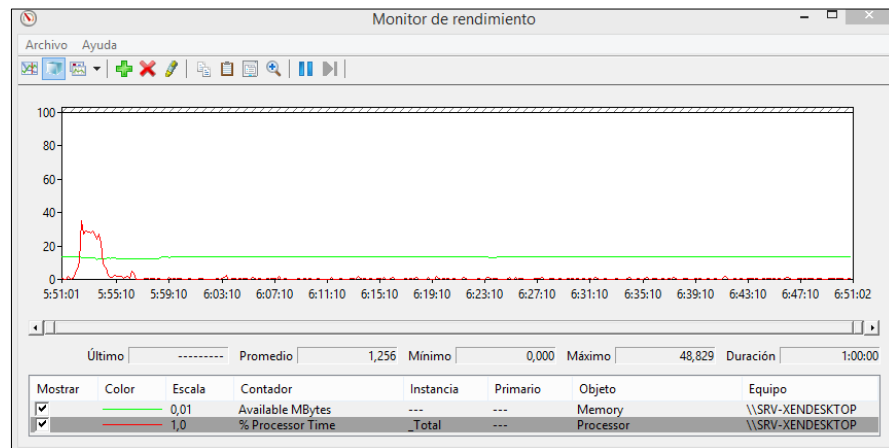 Monitor de rendimiento
Archivo Ayuda
100
80
60
40
20
0
5:51:01 5:55:10 5:59:10 6:03:10 6:07:10 6:11:10 6:15:10 6:19:10 6:23:10 6:27:10 6:31:10 6:35:10 6:39:10 6:43:10 6:47:10 6:51:02
Último --------- Promedio 1,256 Mínimo 0,000 Máximo 48,829 Duración 1:00:00
Mostrar Color Escala Contador Instancia Primario Objeto Equipo
0,01 Available MBytes --- --- Memory \\SRV-XENDESKTOP
1,0 % Processor Time _Total --- Processor \\SRV-XENDESKTOP